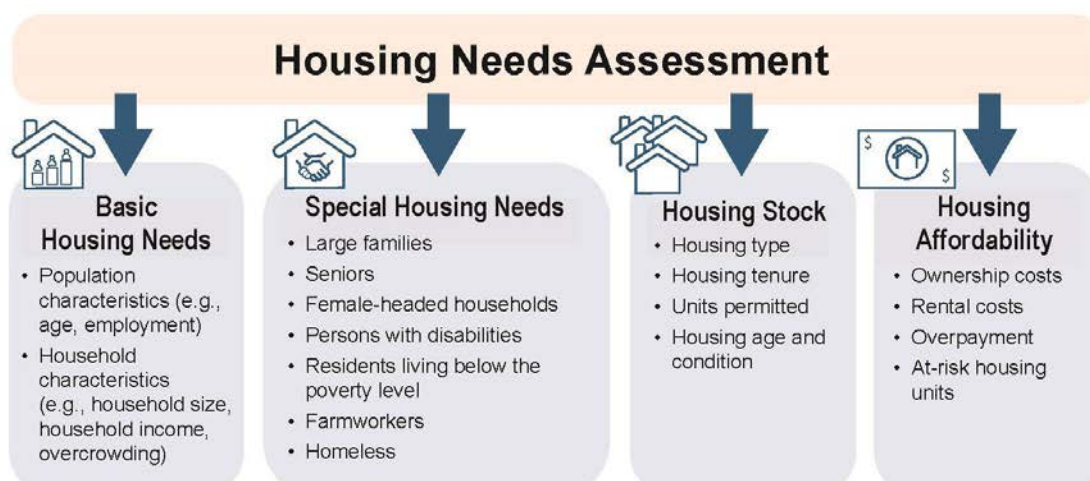 Housing Needs Assessment
Basic
Housing Needs
• Population
characteristics (e.g.,
age, employment)
• Household
characteristics
(e.g., household size,
household income,
overcrowding)
Special Housing Needs
• Large families
• Seniors
• Female-headed households
• Persons with disabilities
• Residents living below the
poverty level
• Farmworkers
• Homeless
Housing Stock
• Housing type
• Housing tenure
• Units permitted
• Housing age and
condition
$
$
Housing
Affordability
• Ownership costs
• Rental costs
• Overpayment
• At-risk housing
units